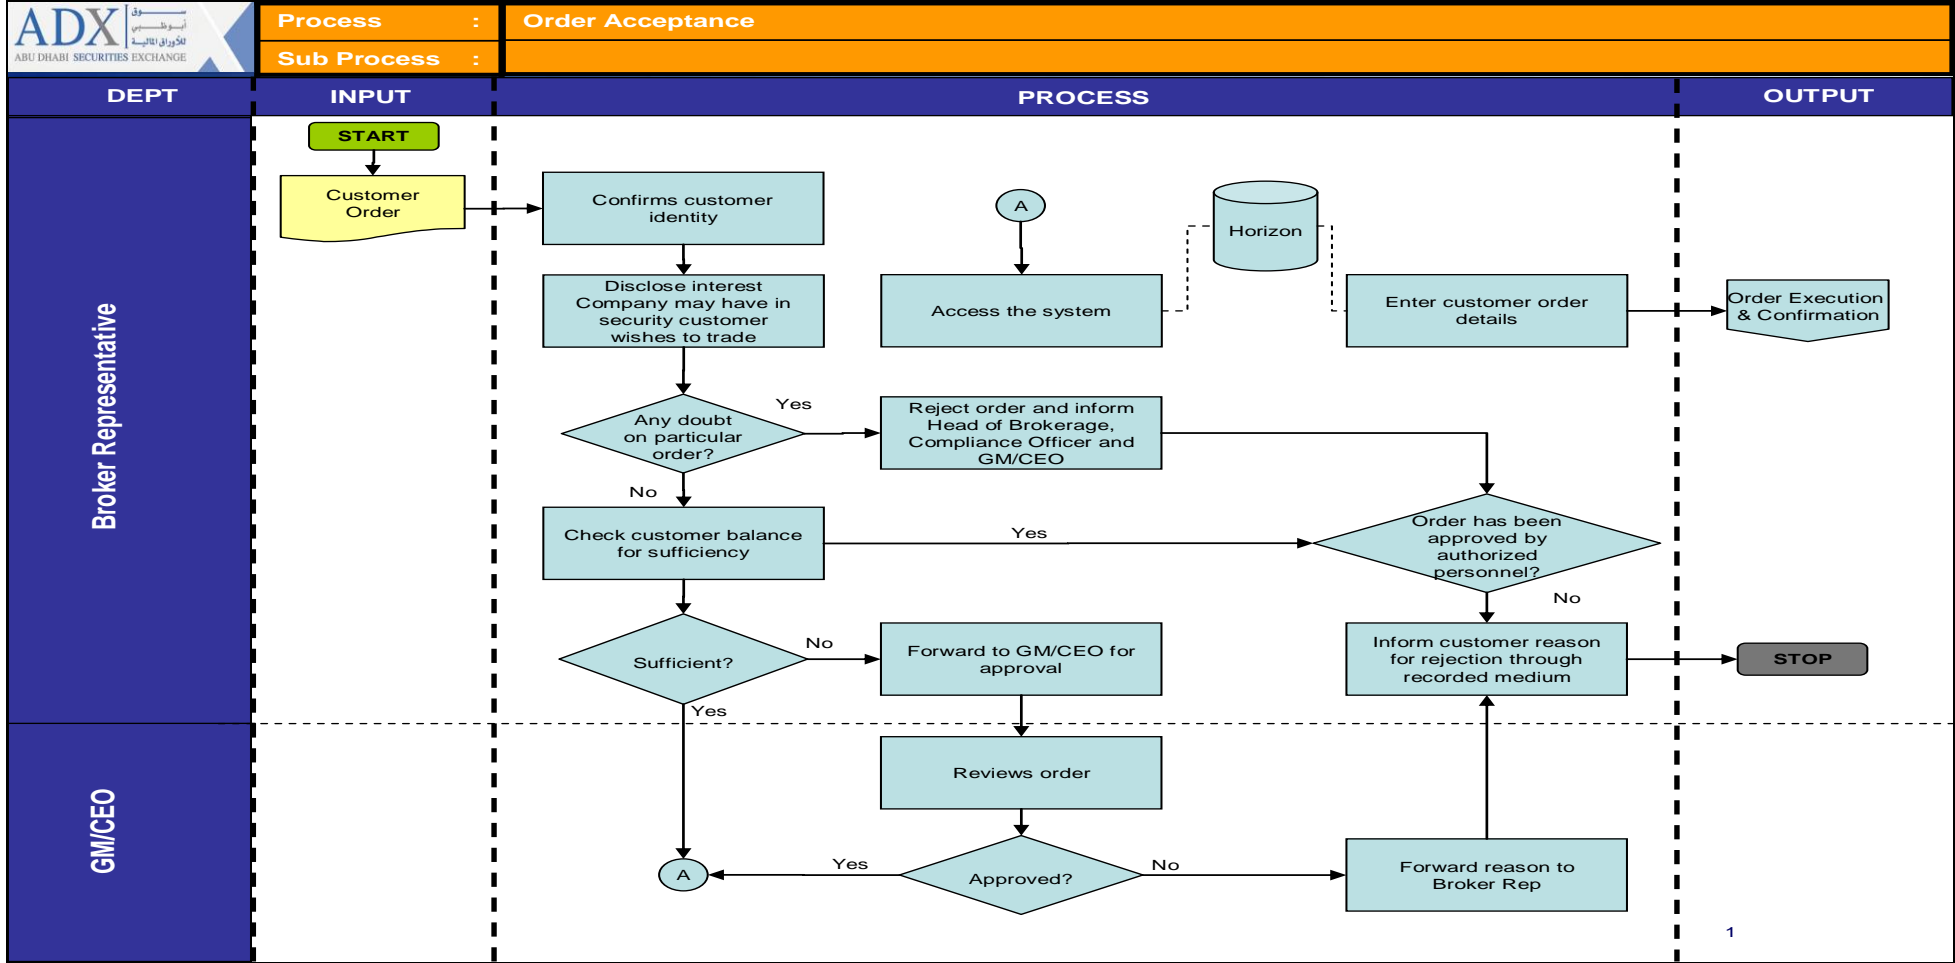 ADX
سوق
أبوظبي
للأوراق المالية
ABU DHABI SECURITIES EXCHANGE
Process : Order Acceptance
Sub Process :
DEPT INPUT PROCESS OUTPUT
Broker Representative
START
Customer
Order
Confirms customer
identity
A
Horizon
Disclose interest
Company may have in
security customer
wishes to trade
Access the system
Enter customer order
details
Order Execution
& Confirmation
Any doubt
on particular
order?
Yes
Reject order and inform
Head of Brokerage,
Compliance Officer and
GM/CEO
No
Check customer balance
for sufficiency
Yes
Order has been
approved by
authorized
personnel?
No
Sufficient?
No
Forward to GM/CEO for
approval
Inform customer reason
for rejection through
recorded medium
STOP
Yes
GM/CEO
Reviews order
A
Yes
Approved?
No
Forward reason to
Broker Rep
1